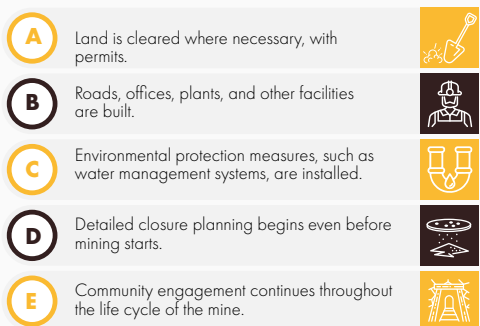 A
Land is cleared where necessary, with
permits.
B
Roads, offices, plants, and other facilities
are built.
C
Environmental protection measures, such as
water management systems, are installed.
D
Detailed closure planning begins even before
mining starts.
E
Community engagement continues throughout
the life cycle of the mine.